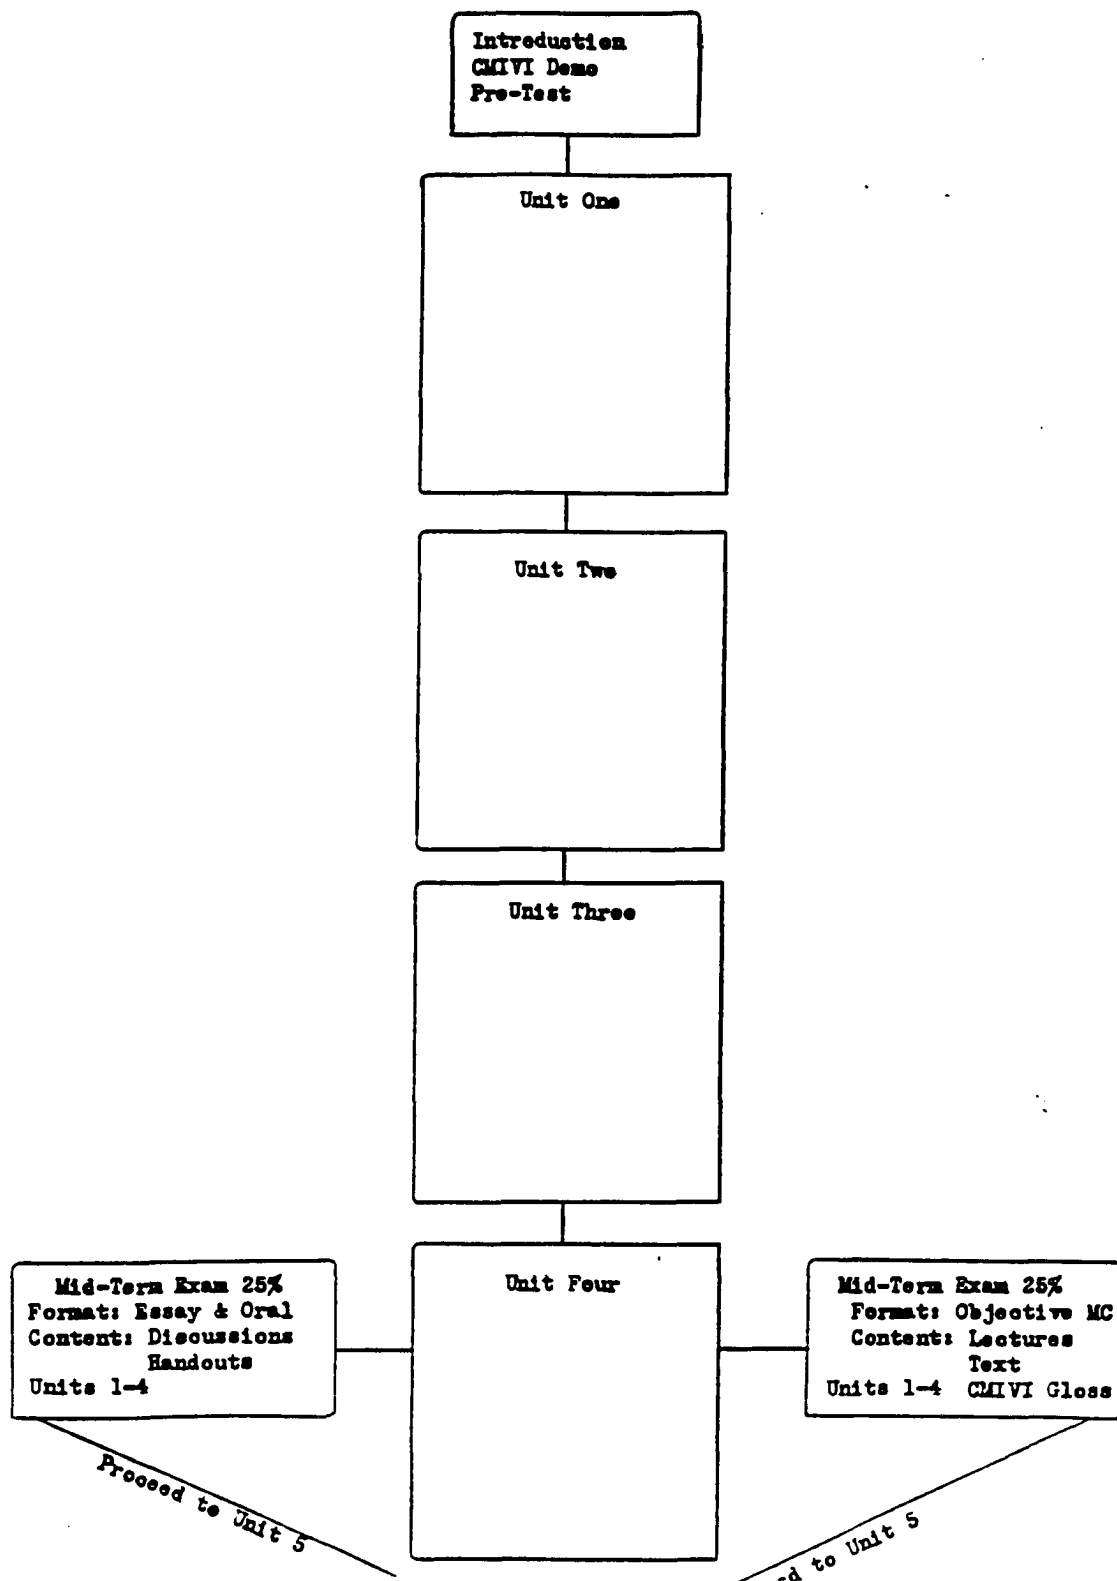 Introduction
CMIVI Demo
Pre-Test
Unit One
Unit Two
Unit Three
Unit Four
Mid-Term Exam 25%
Format: Essay & Oral
Content: Discussions
Handouts
Units 1-4
Proceed to Unit 5
Mid-Term Exam 25%
Format: Objective MC
Content: Lectures
Text
Units 1-4 CMIVI Gloss
to Unit 5